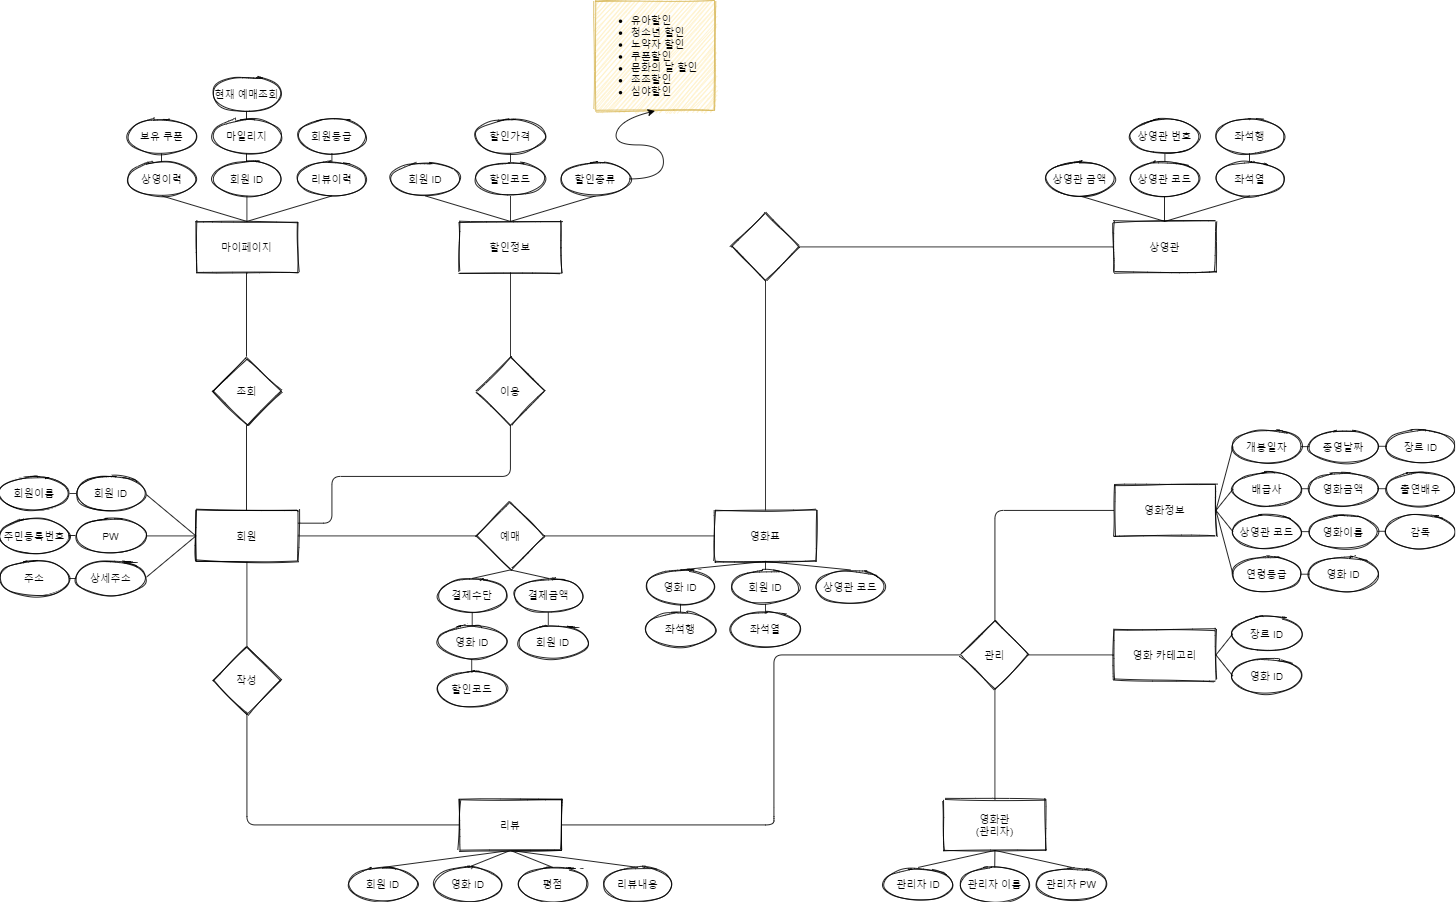 유아할인
청소년 할인
노약자 할인
쿠폰할인
문화의 날 할인
조조할인
심야할인
현재 예매조회
보유 쿠폰
마일리지
회원등급
상영이력
회원 ID
리뷰이력
마이페이지
할인가격
회원 ID
할인코드
할인종류
할인정보
상영관 번호
좌석행
상영관 금액
상영관 코드
좌석열
상영관
조회
이용
회원이름
회원 ID
주민등록번호
PW
주소
상세주소
회원
예매
결제수단
결제금액
영화 ID
회원 ID
할인코드
영화표
영화 ID
회원 ID
상영관 코드
좌석행
좌석열
영화정보
개봉일자
종영날짜
장르 ID
배급사
영화금액
출연배우
상영관 코드
영화이름
감독
연령등급
영화 ID
관리
영화 카테고리
장르 ID
영화 ID
작성
리뷰
회원 ID
영화 ID
평점
리뷰내용
영화관
(관리자)
관리자 ID
관리자 이름
관리자 PW